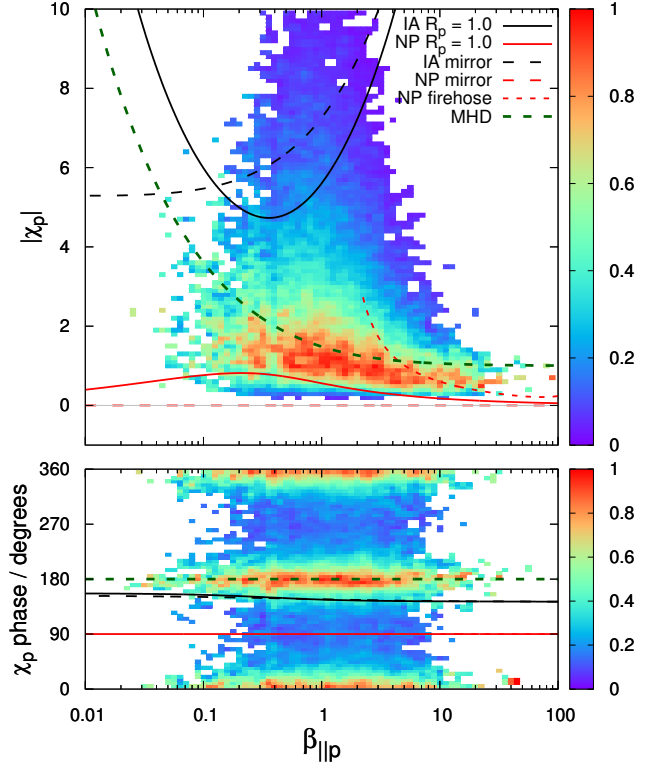 IA Rp = 1.0
NP Rp = 1.0
IA mirror
NP mirror
NP firehose
MHD
|χp|
10
8
6
4
2
0
1
0.8
0.6
0.4
0.2
0
χp phase / degrees
360
270
180
90
0
1
0.8
0.6
0.4
0.2
0
0.01 0.1 1 10 100
β||p